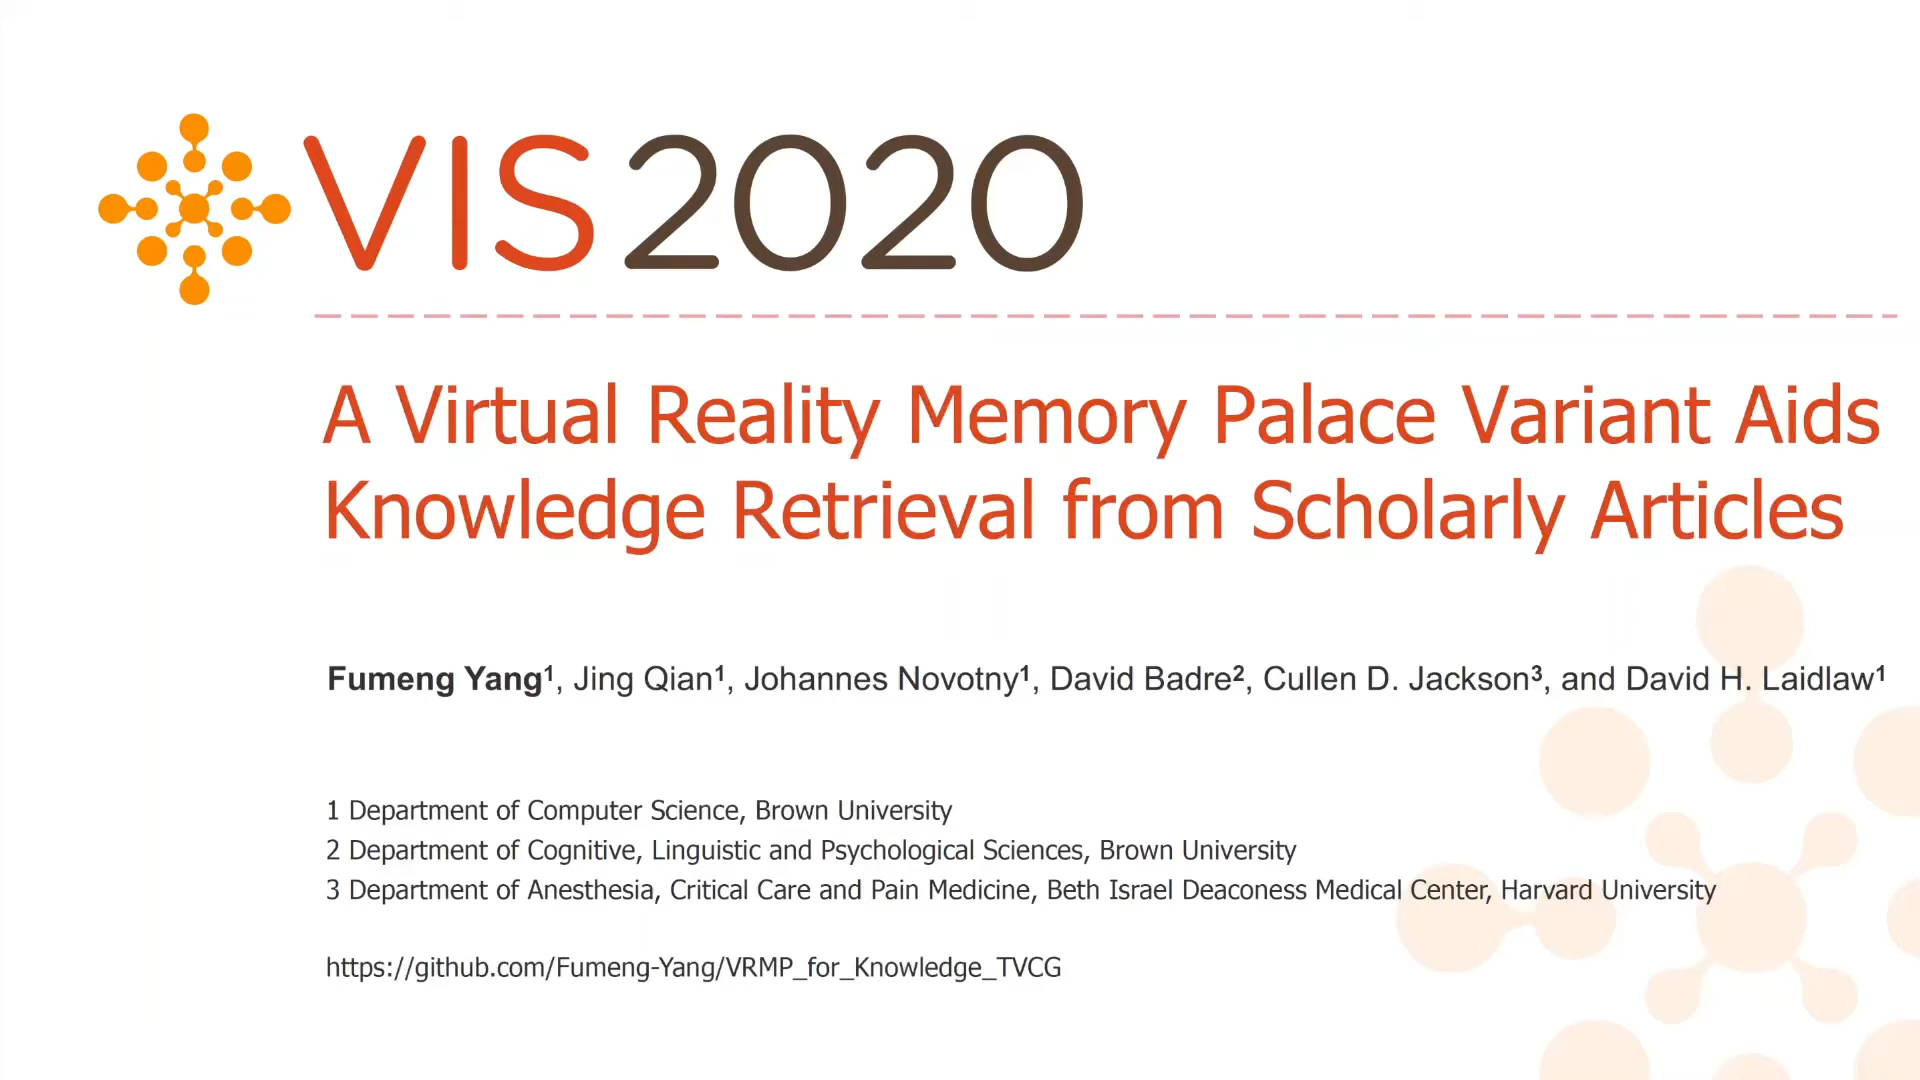 VIS2020
A Virtual Reality Memory Palace Variant Aids
Knowledge Retrieval from Scholarly Articles
Fumeng Yang¹, Jing Qian¹, Johannes Novotny¹, David Badre², Cullen D. Jackson³, and David H. Laidlaw¹
1 Department of Computer Science, Brown University
2 Department of Cognitive, Linguistic and Psychological Sciences, Brown University
3 Department of Anesthesia, Critical Care and Pain Medicine, Beth Israel Deaconess Medical Center, Harvard University
https://github.com/Fumeng-Yang/VRMP_for_Knowledge_TVCG